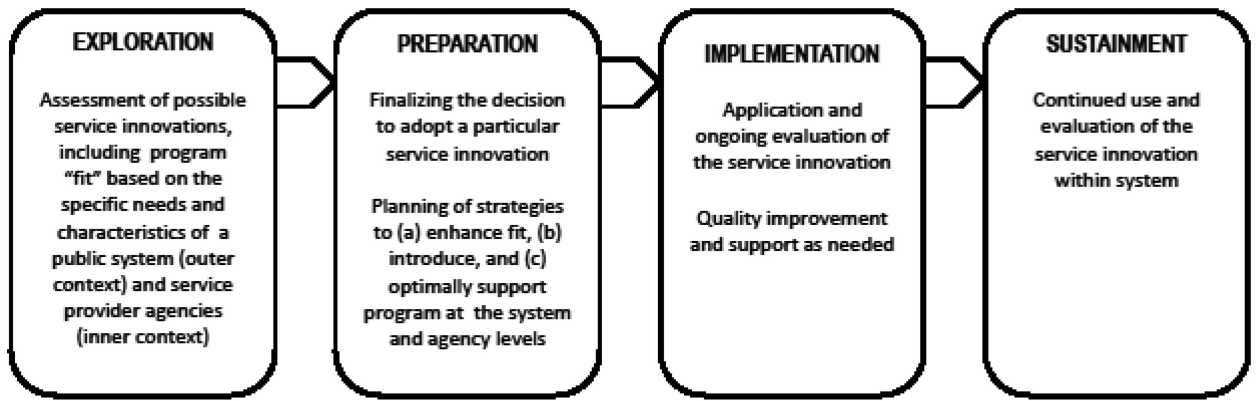 EXPLORATION
Assessment of possible
service innovations,
including program
“fit” based on the
specific needs and
characteristics of a
public system (outer
context) and service
provider agencies
(inner context)
PREPARATION
Finalizing the decision
to adopt a particular
service innovation
Planning of strategies
to (a) enhance fit, (b)
introduce, and (c)
optimally support
program at the system
and agency levels
IMPLEMENTATION
Application and
ongoing evaluation of
the service innovation
Quality improvement
and support as needed
SUSTAINMENT
Continued use and
evaluation of the
service innovation
within system